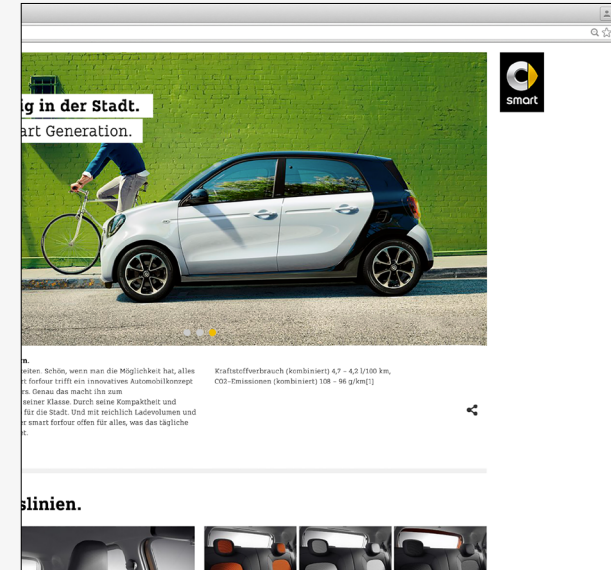 smart
ig in der Stadt.
art Generation.
n.
reiten. Schön, wenn man die Möglichkeit hat, alles
rt forfour trifft ein innovatives Automobilkonzept
rs. Genau das macht ihn zum
seiner Klasse. Durch seine Kompaktheit und
für die Stadt. Und mit reichlich Ladevolumen und
er smart forfour offen für alles, was das tägliche
et.
Kraftstoffverbrauch (kombiniert) 4,7 – 4,2 l/100 km,
CO2-Emissionen (kombiniert) 108 – 96 g/km[1]
slinien.